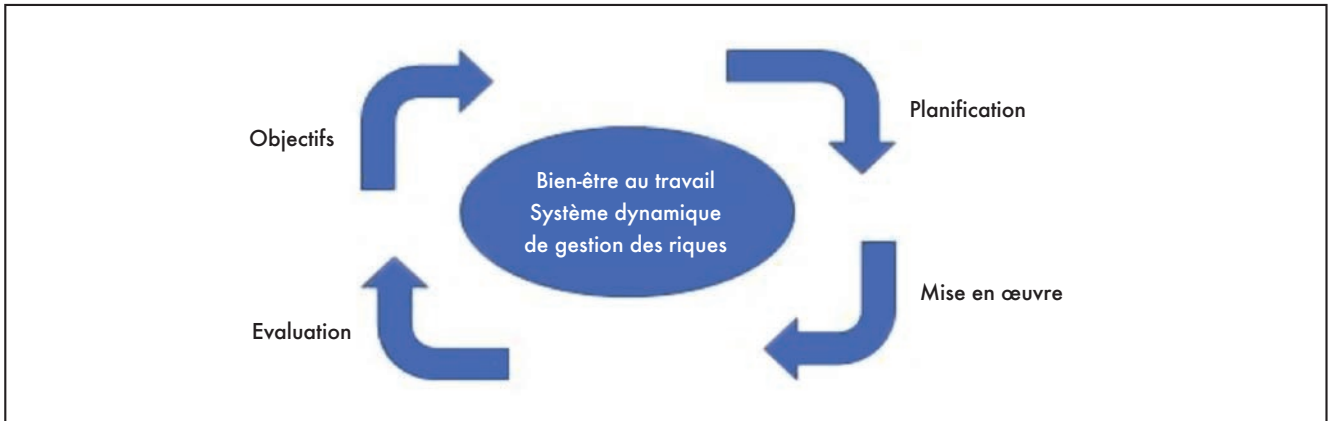 Objectifs
Planification
Bien-être au travail
Système dynamique
de gestion des riques
Mise en œuvre
Evaluation